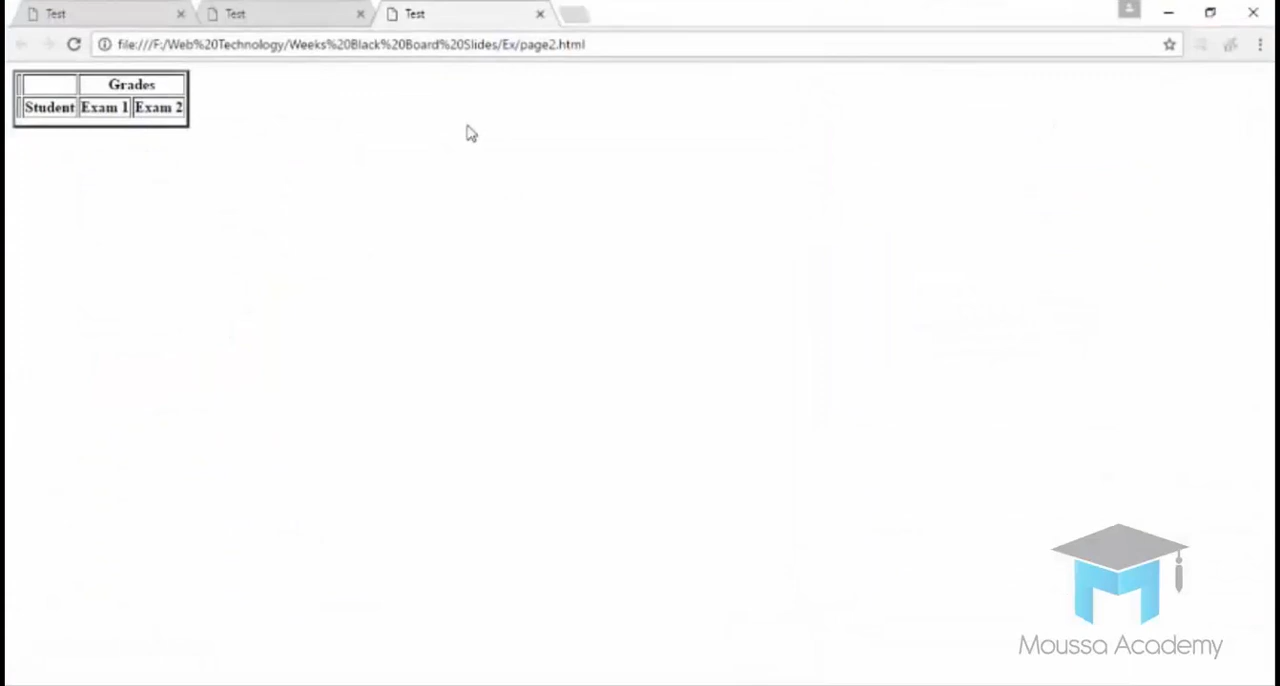 Test
Test
Test
file:///F:/Web%20Technology/Weeks%20Black%20Board%20Slides/Ex/page2.html
Grades
Student Exam 1 Exam 2
Moussa Academy